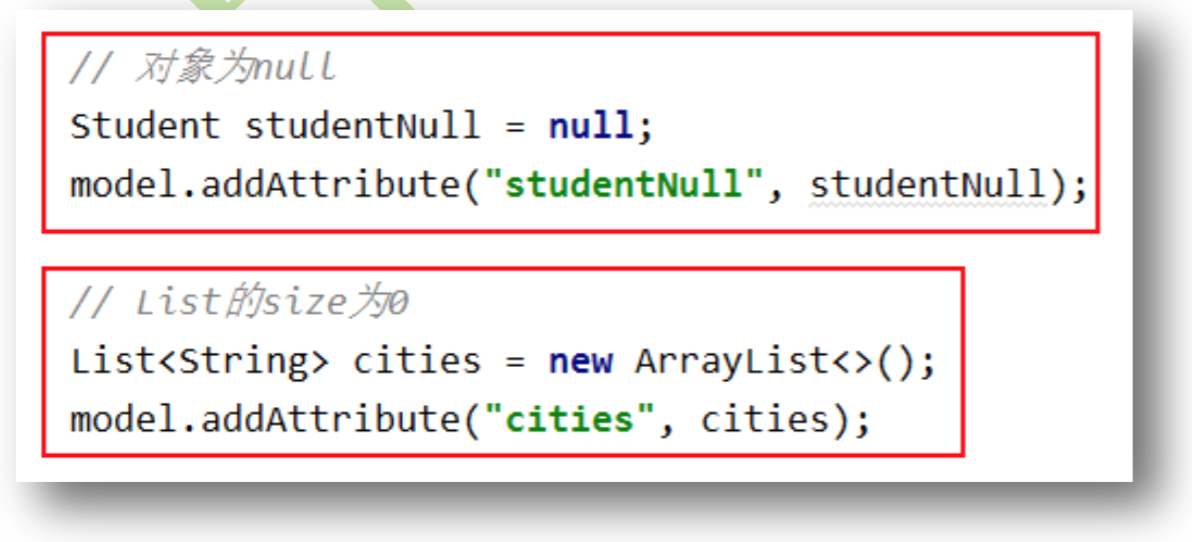 // 对象为null
Student studentNull = null;
model.addAttribute("studentNull", studentNull);
// List的size为0
List<String> cities = new ArrayList<>();
model.addAttribute("cities", cities);